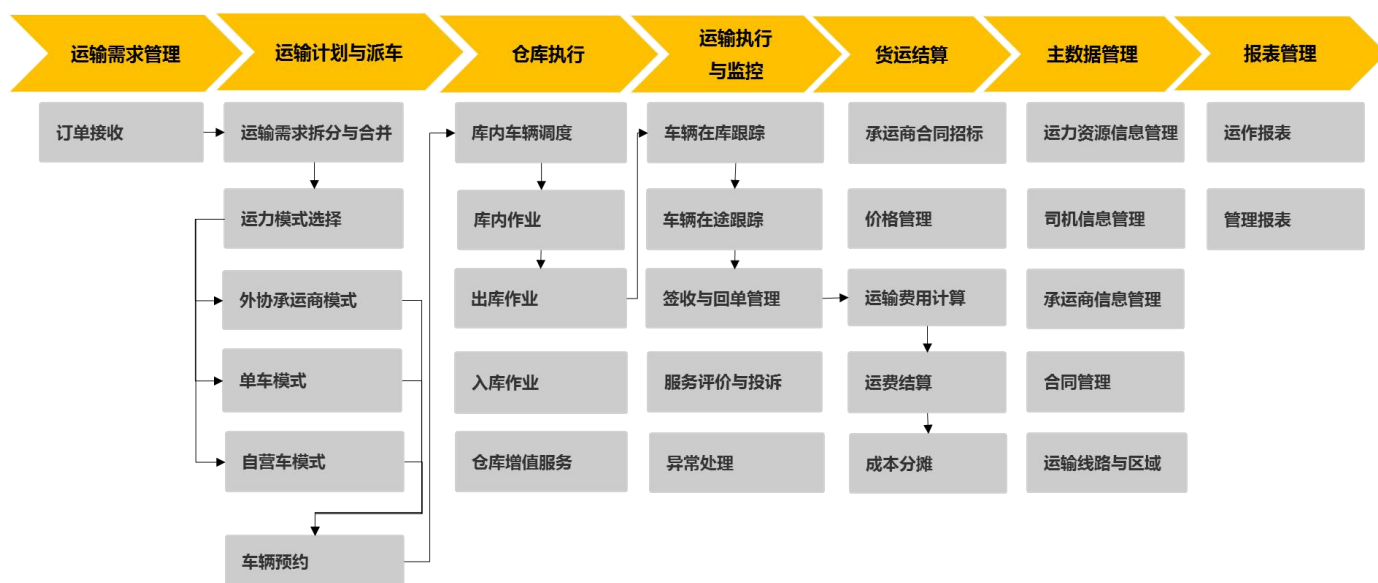 运输需求管理
运输计划与派车
仓库执行
运输执行
与监控
货运结算
主数据管理
报表管理
订单接收
运输需求拆分与合并
库内车辆调度
车辆在库跟踪
承运商合同招标
运力资源信息管理
运作报表
运力模式选择
库内作业
车辆在途跟踪
价格管理
司机信息管理
管理报表
外协承运商模式
出库作业
签收与回单管理
运输费用计算
承运商信息管理
单车模式
入库作业
服务评价与投诉
运费结算
合同管理
自营车模式
仓库增值服务
异常处理
成本分摊
运输线路与区域
车辆预约